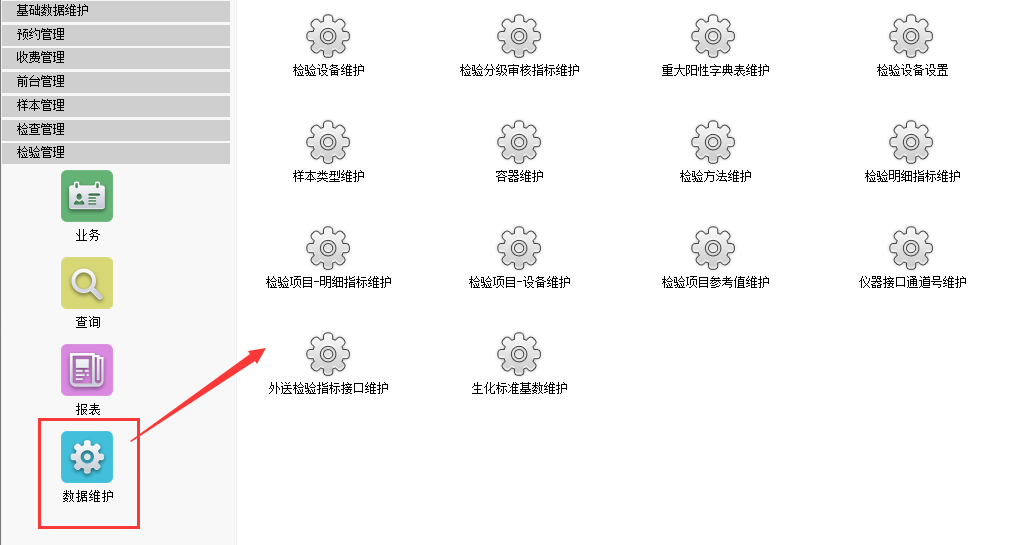 基础数据维护
预约管理
收费管理
前台管理
样本管理
检查管理
检验管理
业务
查询
报表
数据维护
检验设备维护
检验分级审核指标维护
重大阳性字典表维护
检验设备设置
样本类型维护
容器维护
检验方法维护
检验明细指标维护
检验项目-明细指标维护
检验项目-设备维护
检验项目参考值维护
仪器接口通道号维护
外送检验指标接口维护
生化标准基数维护